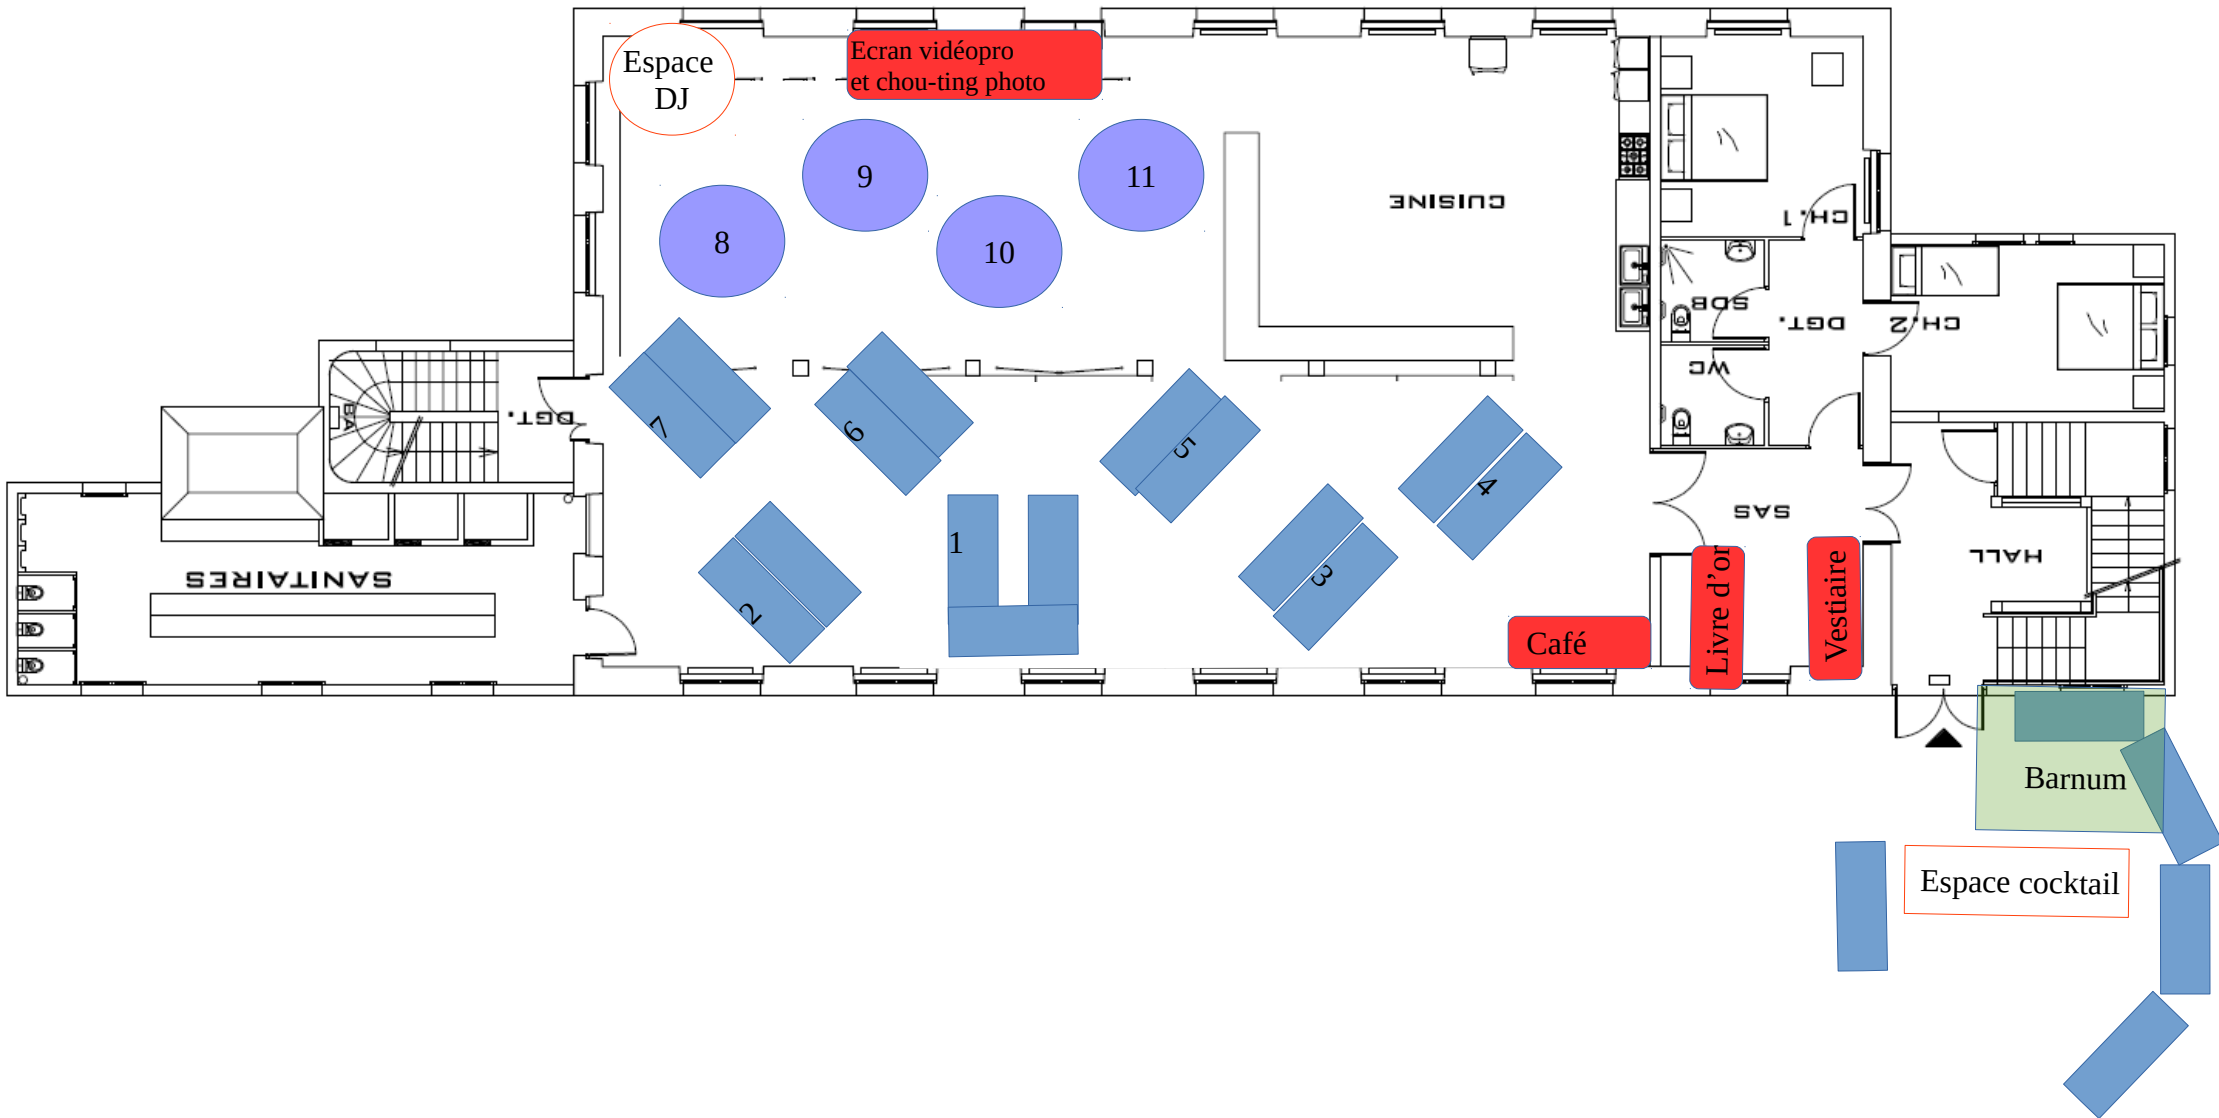 Espace
DJ
Ecran vidéopro
et chou-ting photo
9
11
8
10
CUISINE
CH.1
SDB
DGT.
CH.2
WC
7
6
5
4
DGT.
B/A
1
2
3
SAS
HALL
SANITAIRES
Café
Livre d’or
Vestiaire
Barnum
Espace cocktail